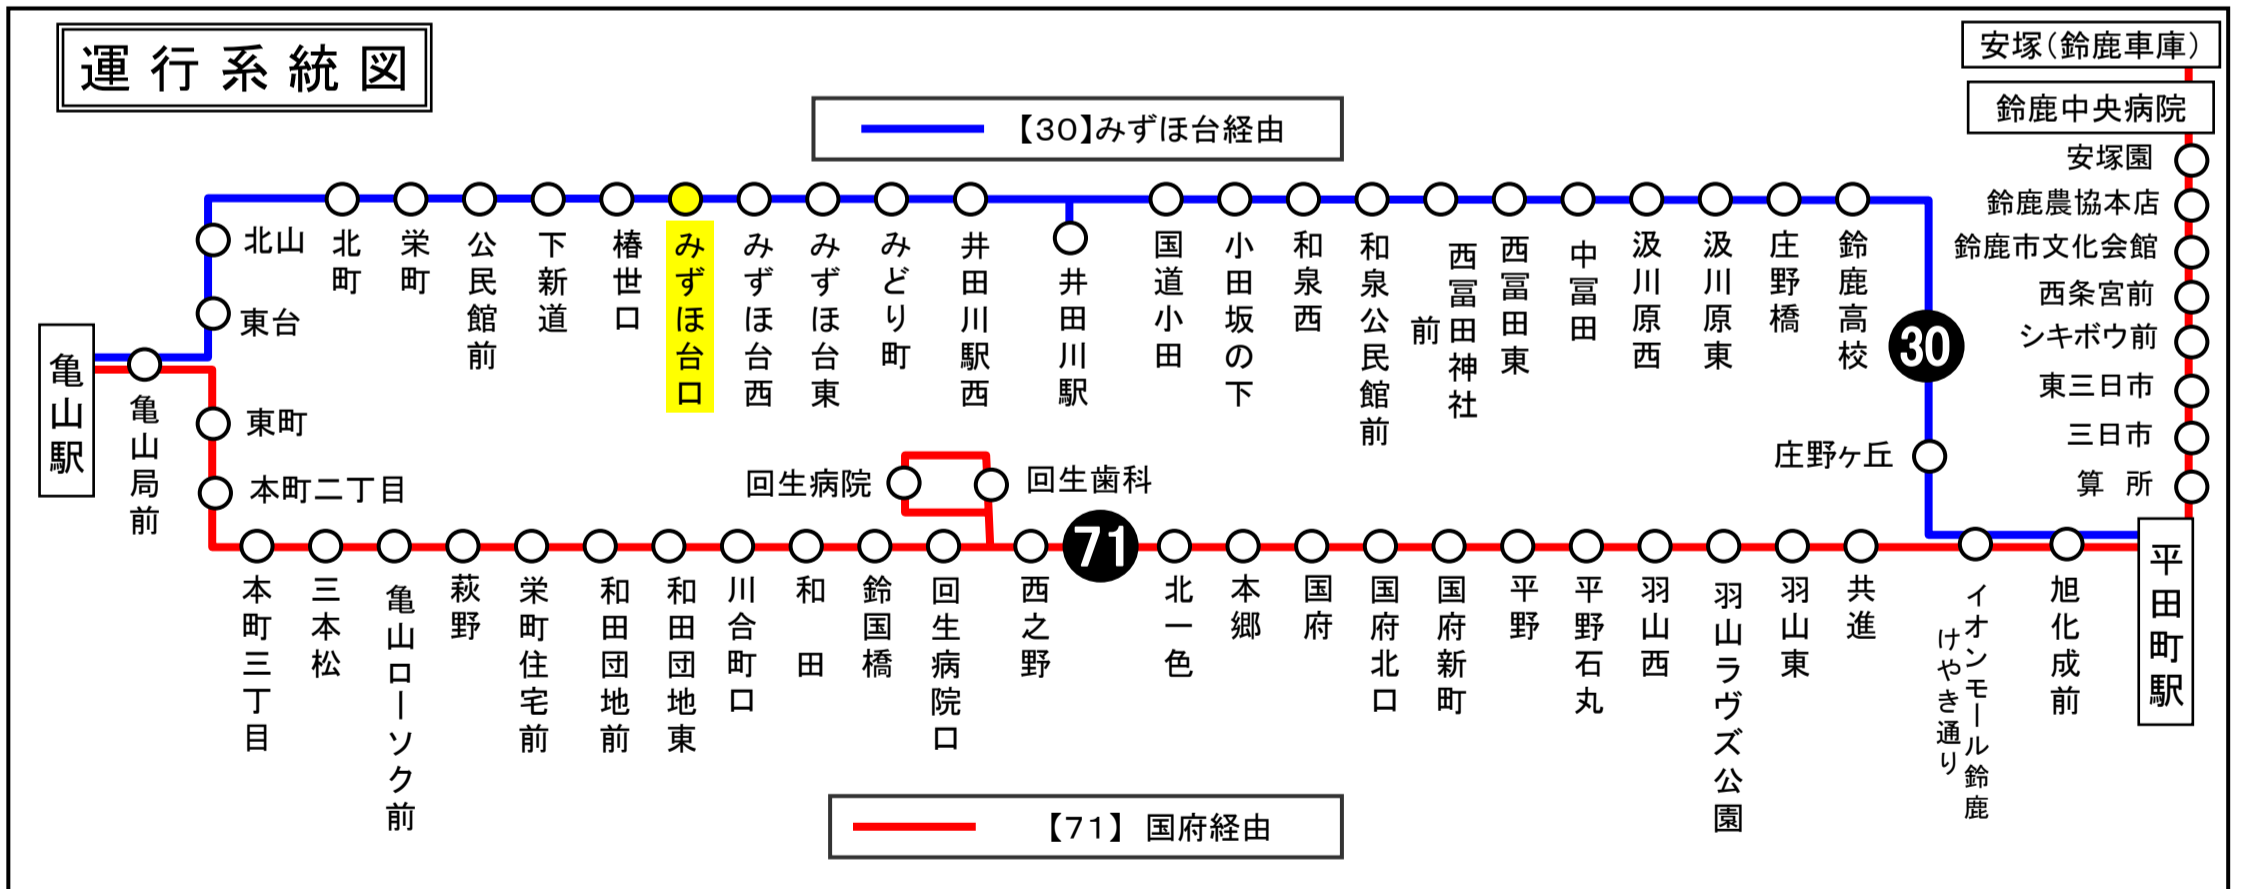 運行系統図
安塚(鈴鹿車庫)
鈴鹿中央病院
【30】みずほ台経由
安塚園
鈴鹿農協本店
鈴鹿市文化会館
西条宮前
シキボウ前
東三日市
三日市
算所
北山
東台
北町
栄町
公民館前
下新道
椿世口
みずほ台口
みずほ台西
みずほ台東
みどり町
井田川駅西
井田川駅
国道小田
小田坂の下
和泉西
和泉公民館前
西冨田神社前
西冨田東
中冨田
汲川原西
汲川原東
庄野橋
鈴鹿高校
30
庄野ヶ丘
亀山駅
亀山局前
東町
本町二丁目
回生病院
回生歯科
71
本町三丁目
三本松
亀山ローソク前
萩野
栄町住宅前
和田団地前
和田団地東
川合町口
和田
鈴国橋
回生病院口
西之野
北一色
本郷
国府
国府北口
国府新町
平野
平野石丸
羽山西
羽山ラヴズ公園
羽山東
共進
イオンモール鈴鹿
けやき通り
旭化成前
平田町駅
【71】 国府経由